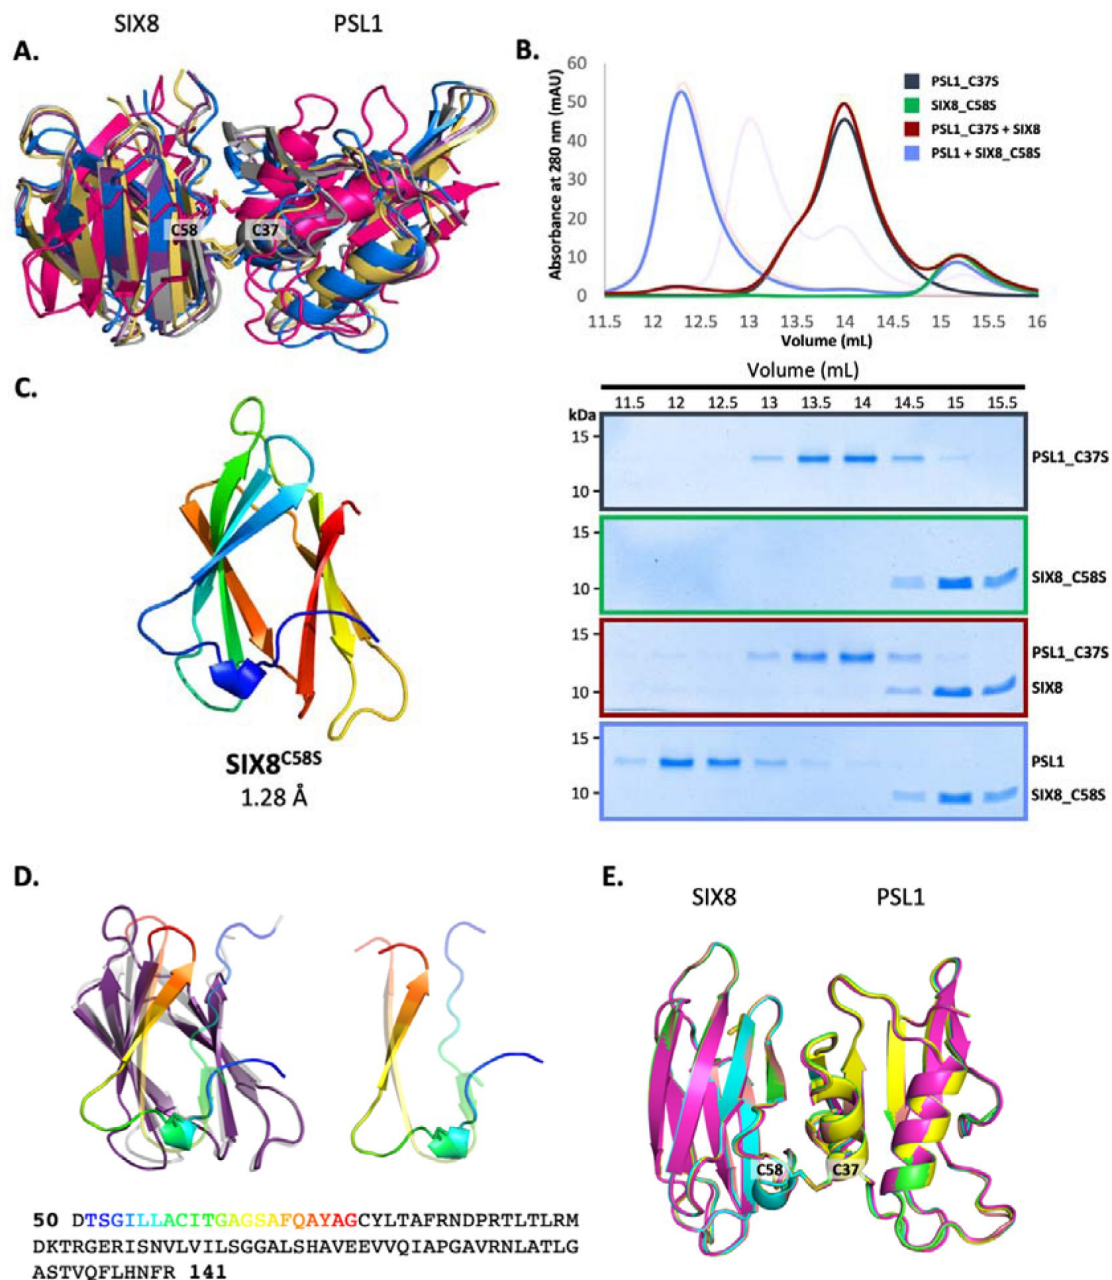 SIX8 PSL1
A.
C58 C37
B.
Absorbance at 280 nm (mAU)
60
50
40
30
20
10
0
11.5 12 12.5 13 13.5 14 14.5 15 15.5 16
Volume (mL)
PSL1_C37S
SIX8_C58S
PSL1_C37S + SIX8
PSL1 + SIX8_C58S
Volume (mL)
11.5 12 12.5 13 13.5 14 14.5 15 15.5
kDa
15
10
PSL1_C37S
15
10
SIX8_C58S
15
10
PSL1_C37S
SIX8
15
10
PSL1
SIX8_C58S
C.
SIX8C58S
1.28 Å
D.
50 DTSGILLACITGAGSAFQAYAGCYLTAFRNDPRTLTLRM
DKTRGERISNVLVILSGGALSHAVEEVVQIAPGAVRNLATLG
ASTVQFLHNFR 141
E.
SIX8 PSL1
C58 C37